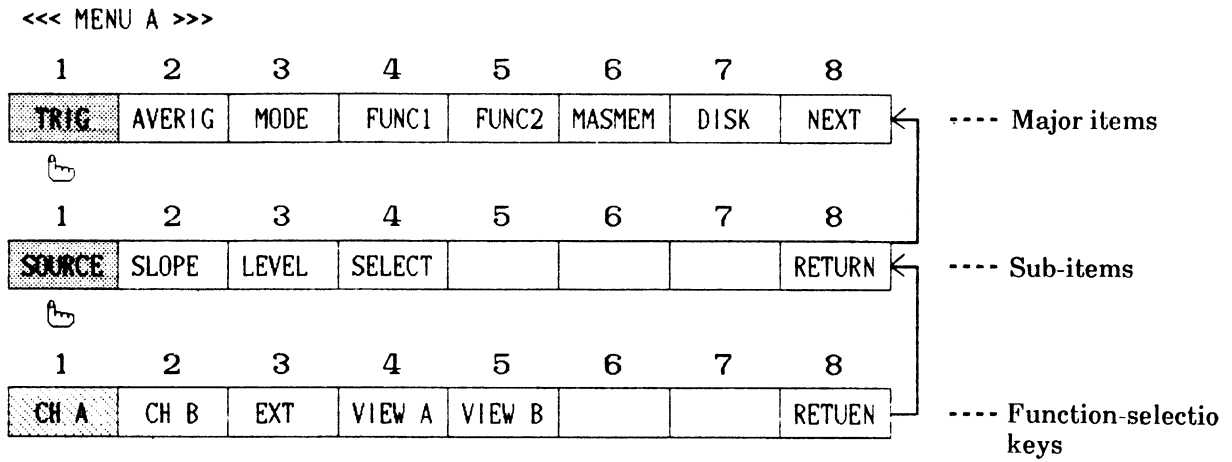 <<< MENU A >>>
1 2 3 4 5 6 7 8
TRIG AVERIG MODE FUNC1 FUNC2 MASMEM DISK NEXT ---- Major items
1 2 3 4 5 6 7 8
SOURCE SLOPE LEVEL SELECT RETURN ---- Sub-items
1 2 3 4 5 6 7 8
CH A CH B EXT VIEW A VIEW B RETUEN ---- Function-selectio
keys